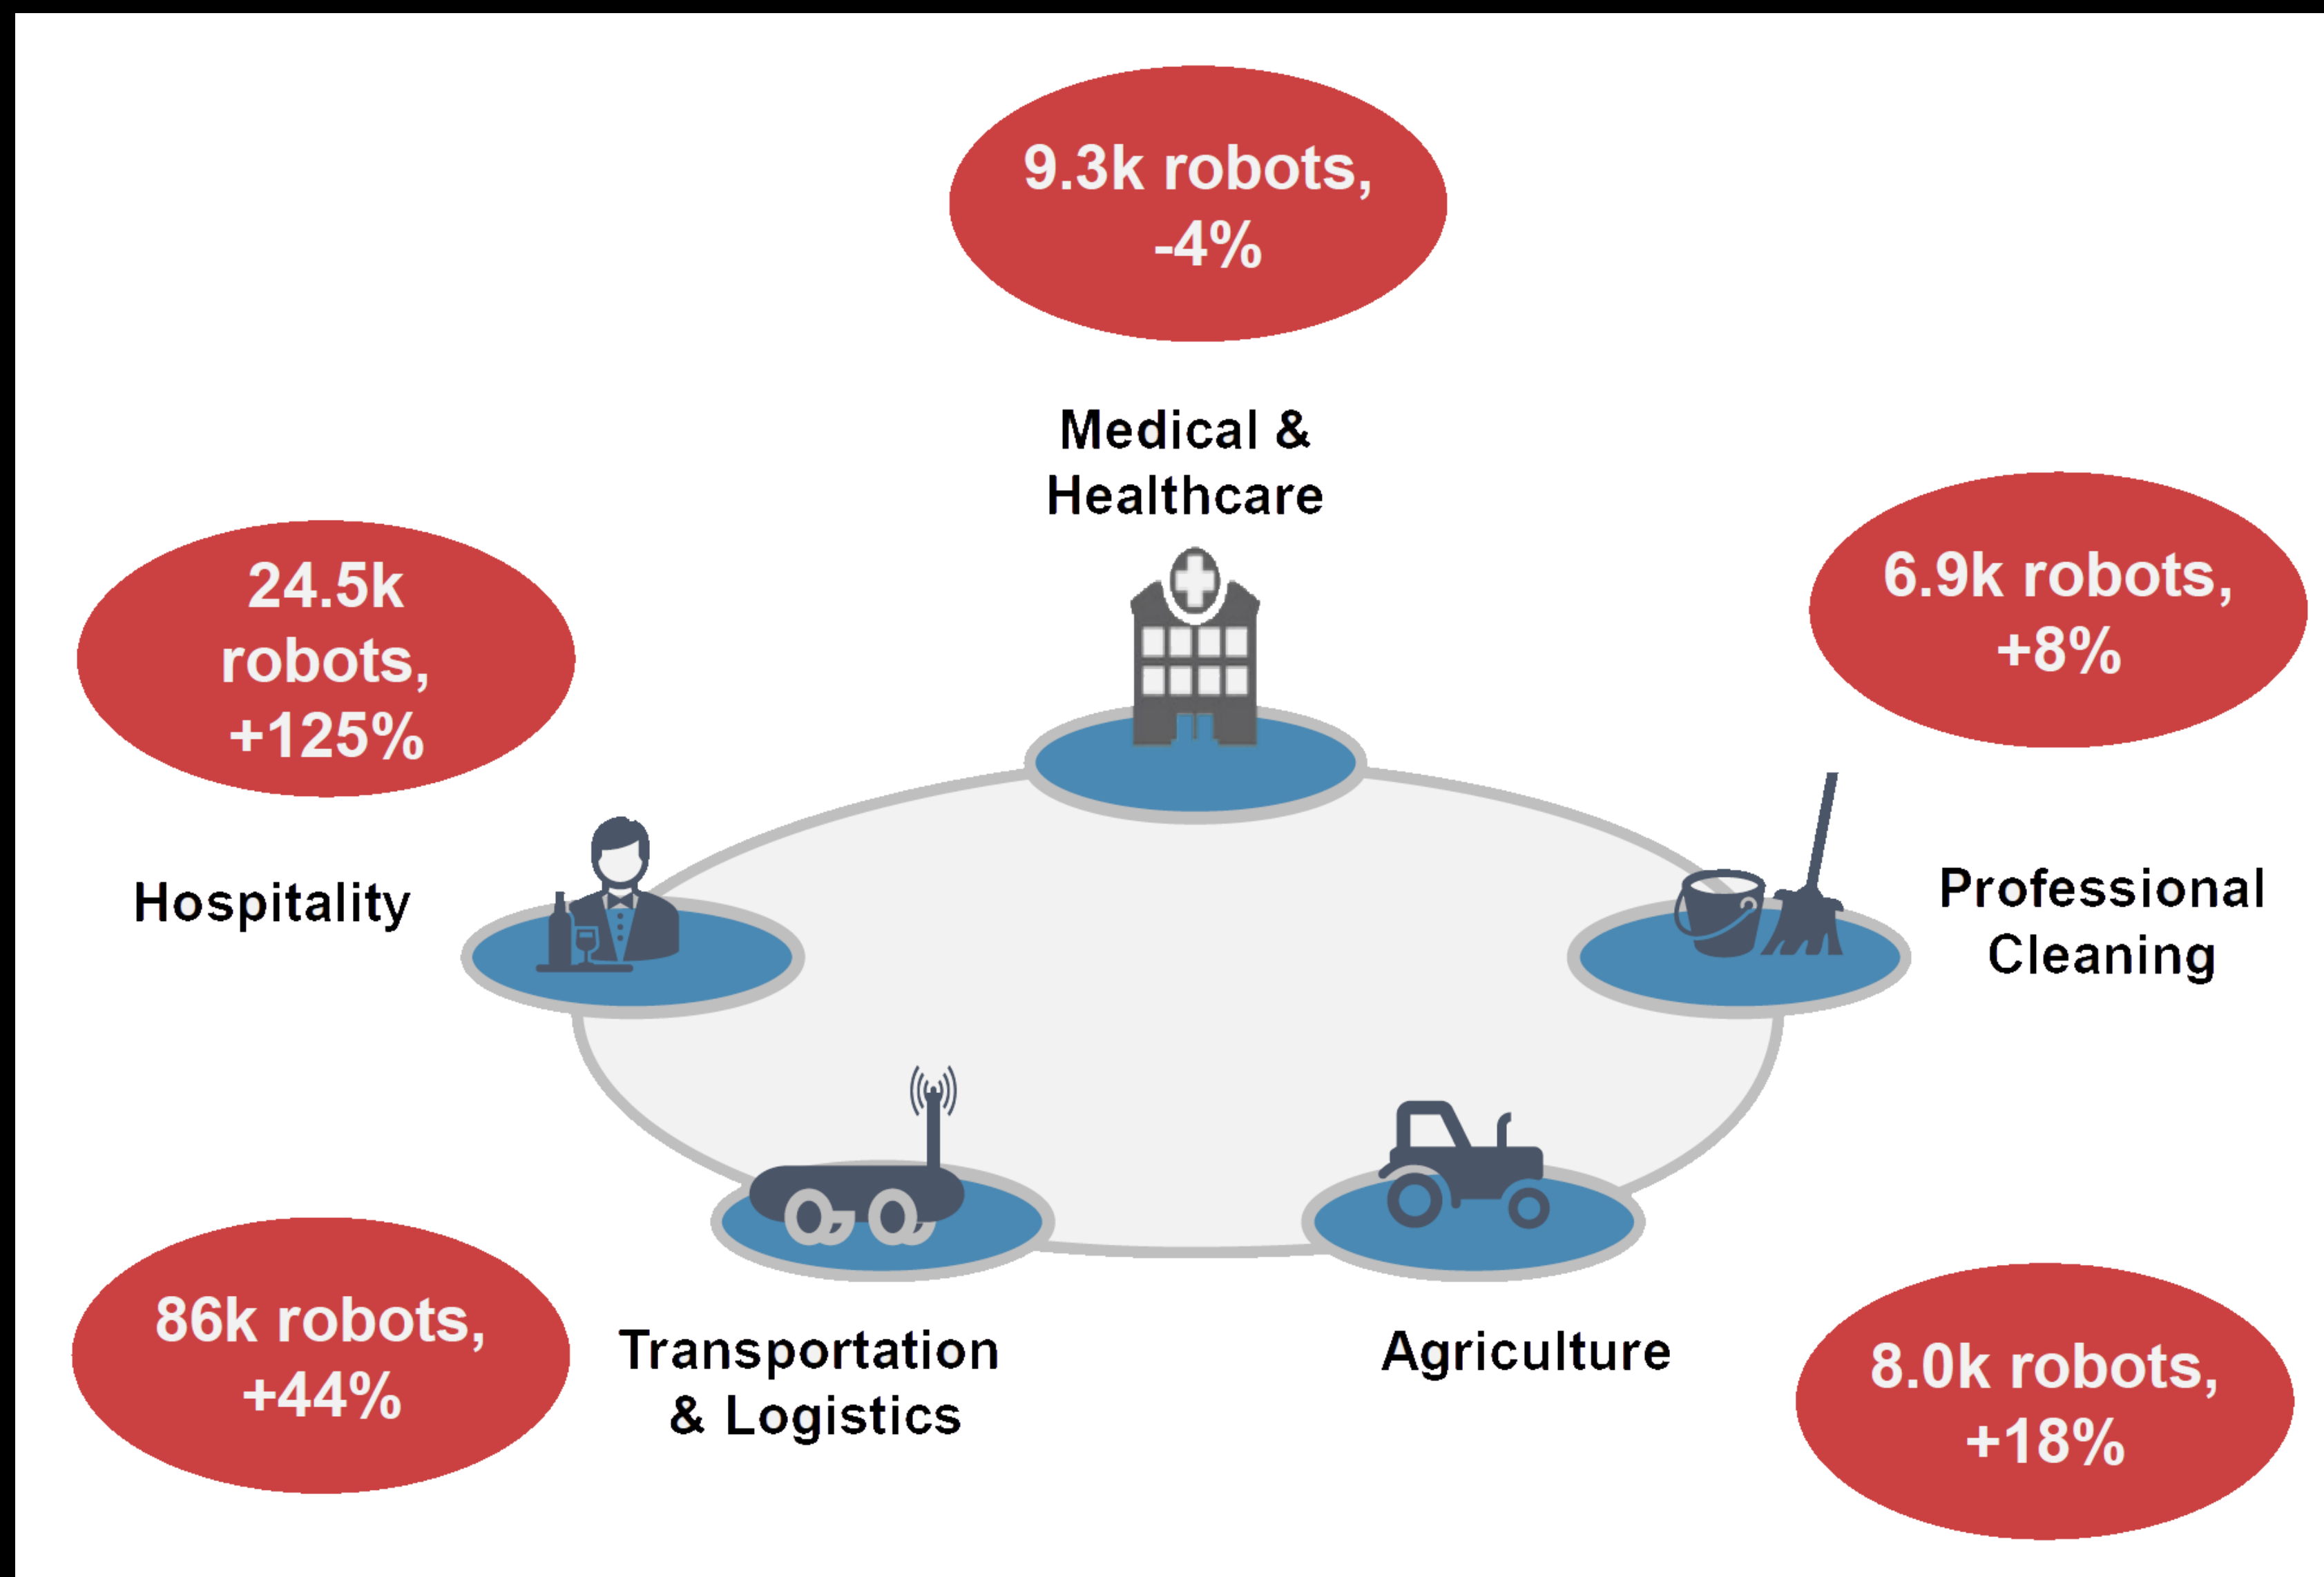 9.3k robots,
-4%
Medical &
Healthcare
24.5k
robots,
+125%
Hospitality
6.9k robots,
+8%
Professional
Cleaning
86k robots,
+44%
Transportation
& Logistics
Agriculture
8.0k robots,
+18%